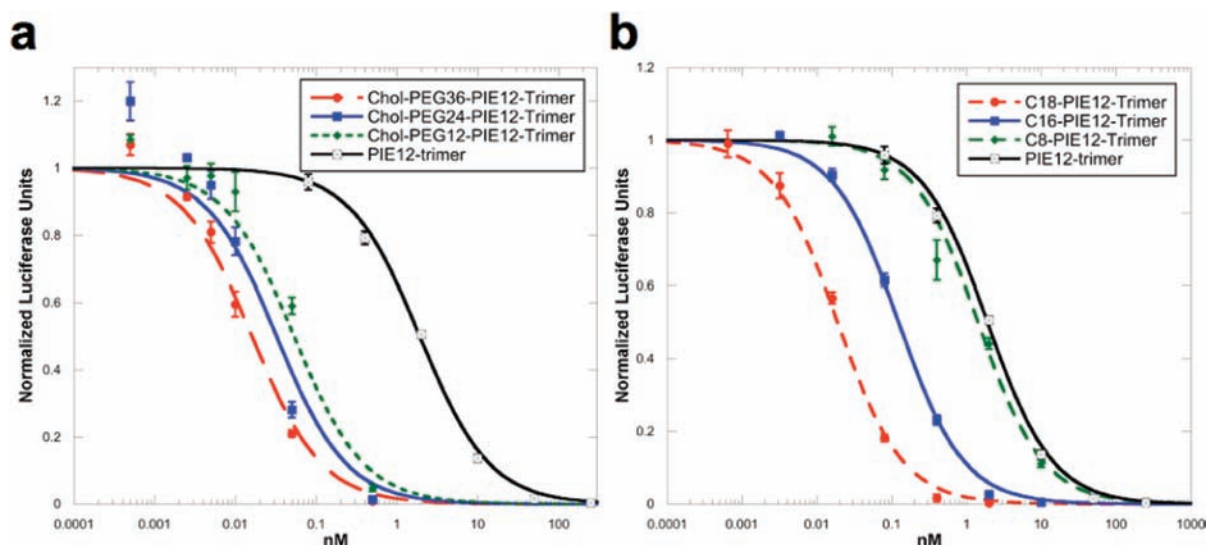 a
Normalized Luciferase Units
1.2
1
0.8
0.6
0.4
0.2
0
Chol-PEG36-PIE12-Trimer
Chol-PEG24-PIE12-Trimer
Chol-PEG12-PIE12-Trimer
PIE12-trimer
0.0001 0.001 0.01 0.1 1 10 100
nM
b
Normalized Luciferase Units
1.2
1
0.8
0.6
0.4
0.2
0
C18-PIE12-Trimer
C16-PIE12-Trimer
C8-PIE12-Trimer
PIE12-trimer
0.0001 0.001 0.01 0.1 1 10 100 1000
nM